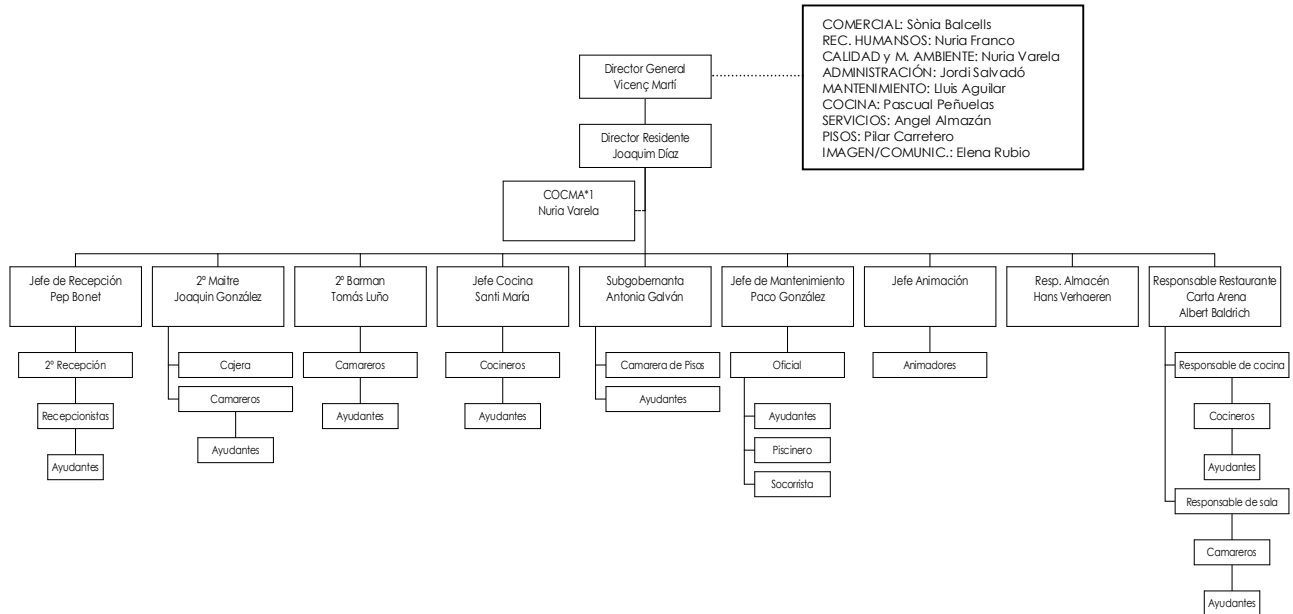 COMERCIAL: Sònia Balcells
REC. HUMANSOS: Nuria Franco
CALIDAD y M. AMBIENTE: Nuria Varela
ADMINISTRACIÓN: Jordi Salvadó
MANTENIMIENTO: Lluis Aguilar
COCINA: Pascual Peñuelas
SERVICIOS: Angel Almazán
PISOS: Pilar Carretero
IMAGEN/COMUNIC.: Elena Rubio
Director General
Vicenç Martí
Director Residente
Joaquim Díaz
COCMA*1
Nuria Varela
Jefe de Recepción
Pep Bonet
2º Recepción
Recepcionistas
Ayudantes
2º Maitre
Joaquin González
Cajera
Camareros
Ayudantes
2º Barman
Tomás Luño
Camareros
Ayudantes
Jefe Cocina
Santi María
Cocineros
Ayudantes
Subgobernanta
Antonia Galván
Camarera de Pisos
Ayudantes
Jefe de Mantenimiento
Paco González
Oficial
Ayudantes
Piscinero
Socorrista
Jefe Animación
Animadores
Resp. Almacén
Hans Verhaeren
Responsable Restaurante
Carta Arena
Albert Baldrich
Responsable de cocina
Cocineros
Ayudantes
Responsable de sala
Camareros
Ayudantes